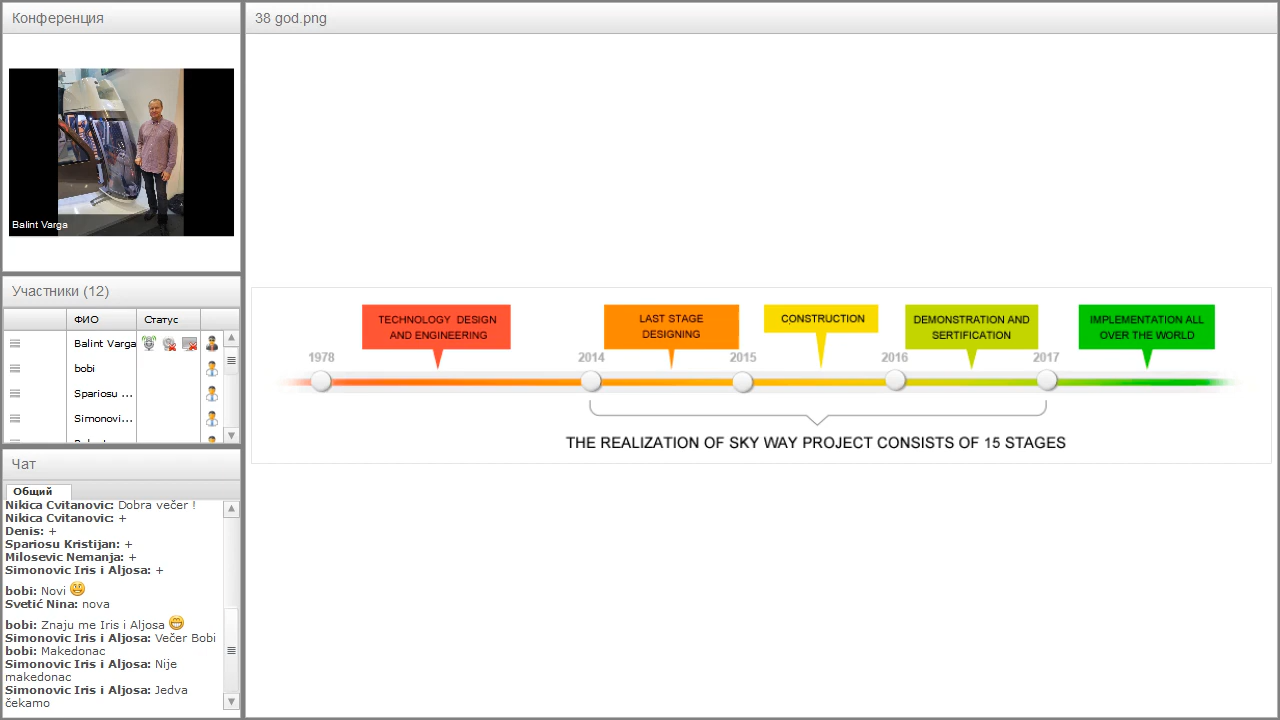 Конференция
Balint Varga
Участники (12)
ФИО Статус
Balint Varga
bobi
Spariosu ...
Simonovi...
Чат
Общий
Nikica Cvitanovic: Dobra večer !
Nikica Cvitanovic: +
Denis: +
Spariosu Kristijan: +
Milosevic Nemanja: +
Simonovic Iris i Aljosa: +
bobi: Novi
Svetić Nina: nova
bobi: Znaju me Iris i Aljosa
Simonovic Iris i Aljosa: Večer Bobi
bobi: Makedonac
Simonovic Iris i Aljosa: Nije
makedonac
Simonovic Iris i Aljosa: Jedva
čekamo
38 god.png
TECHNOLOGY DESIGN
AND ENGINEERING
LAST STAGE
DESIGNING
CONSTRUCTION
DEMONSTRATION AND
SERTIFICATION
IMPLEMENTATION ALL
OVER THE WORLD
1978 2014 2015 2016 2017
THE REALIZATION OF SKY WAY PROJECT CONSISTS OF 15 STAGES